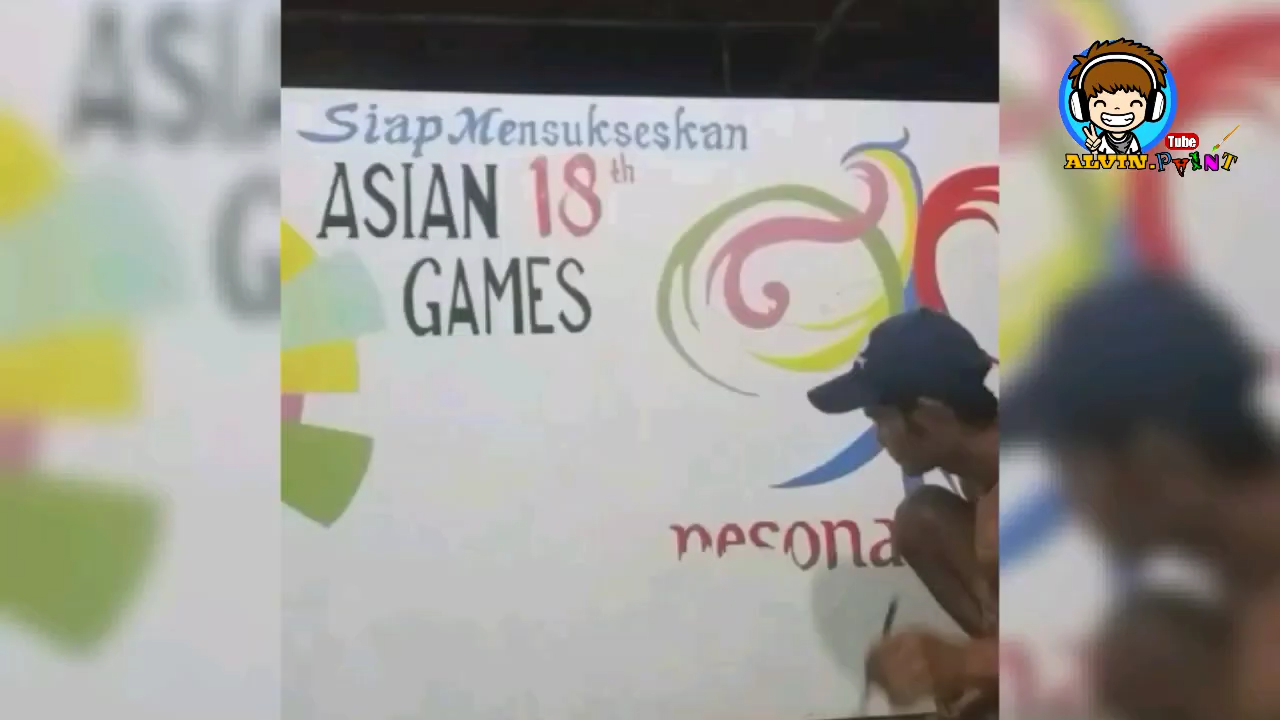 Siap Mensukseskan
ASIAN 18th
GAMES
pesona
Tube
ALVIN.PAINT